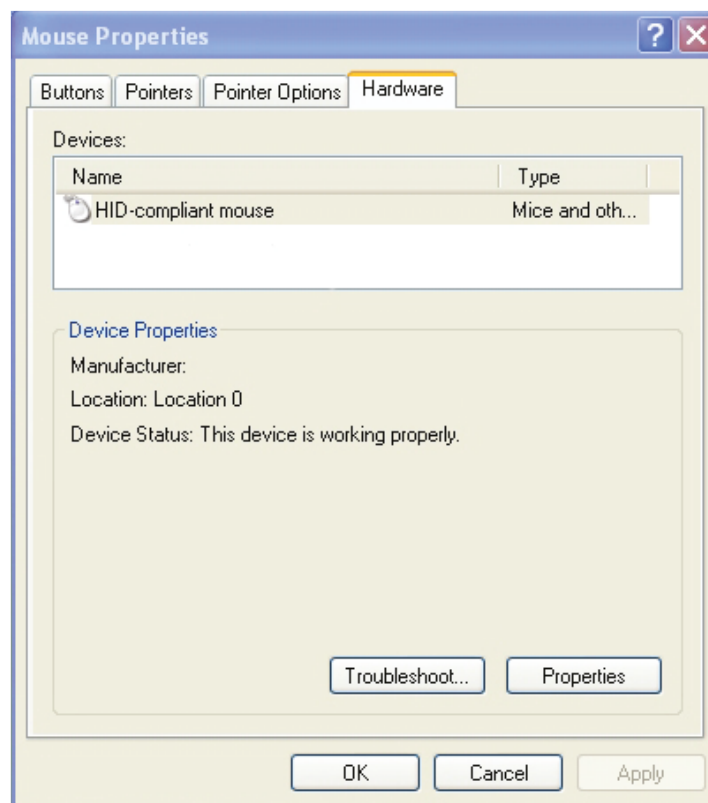 Mouse Properties
Buttons Pointers Pointer Options Hardware
Devices:
Name Type
HID-compliant mouse Mice and oth...
Device Properties
Manufacturer:
Location: Location 0
Device Status: This device is working properly.
Troubleshoot... Properties
OK Cancel Apply